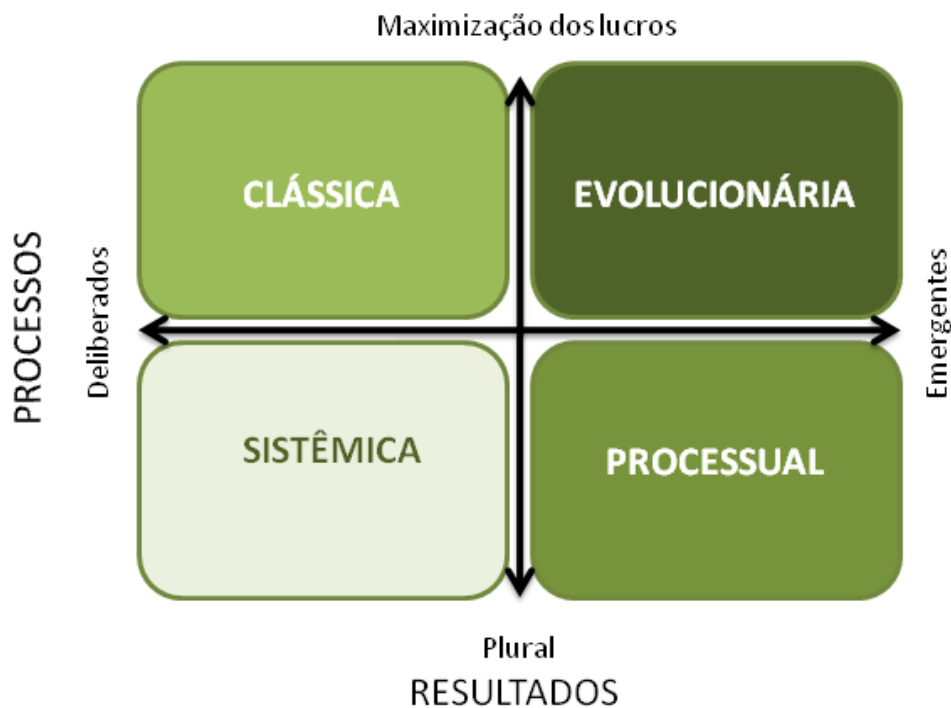 Maximização dos lucros
CLÁSSICA
EVOLUCIONÁRIA
PROCESSOS
Deliberados
Emergentes
SISTÊMICA
PROCESSUAL
Plural
RESULTADOS